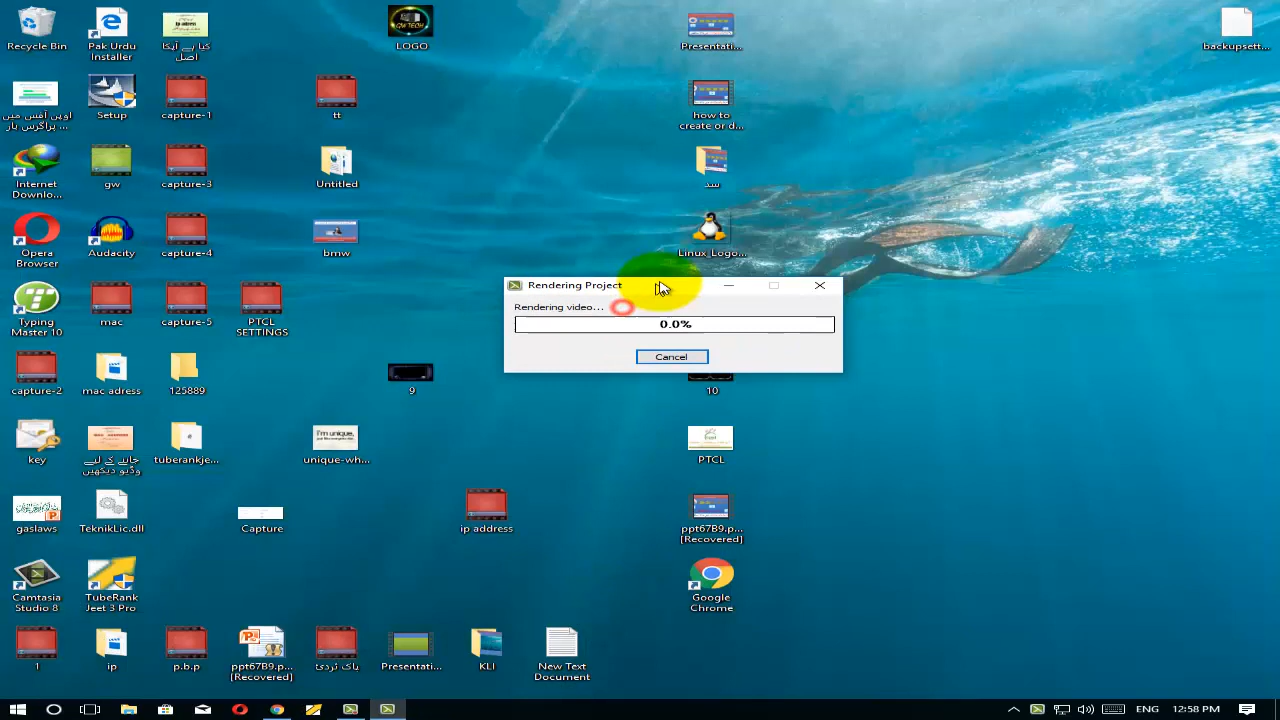 Recycle Bin
Pak Urdu
Installer
کیا ہے آپکا
اصل
LOGO
Presentati...
backupsett...
اوپن آفس میں
پراگرس بار ...
Setup
capture-1
tt
how to
create or d...
Internet
Downlo...
gw
capture-3
Untitled
سد
Opera
Browser
Audacity
capture-4
bmw
Linux_Logo...
Rendering Project
Rendering video...
0.0%
Cancel
Typing
Master 10
mac
capture-5
PTCL
SETTINGS
capture-2
mac adress
125889
9
10
key
جاننے کے لیے
وڈیو دیکھیں
tuberankje...
I'm unique,
unique-wh...
PTCL
gaslaws
TeknikLic.dll
Capture
ip address
ppt67B9.p...
[Recovered]
Camtasia
Studio 8
TubeRank
Jeet 3 Pro
Google
Chrome
1
ip
p.b.p
ppt67B9.p...
[Recovered]
پاک ئردئ
Presentati...
KLI
New Text
Document
ENG
12:58 PM